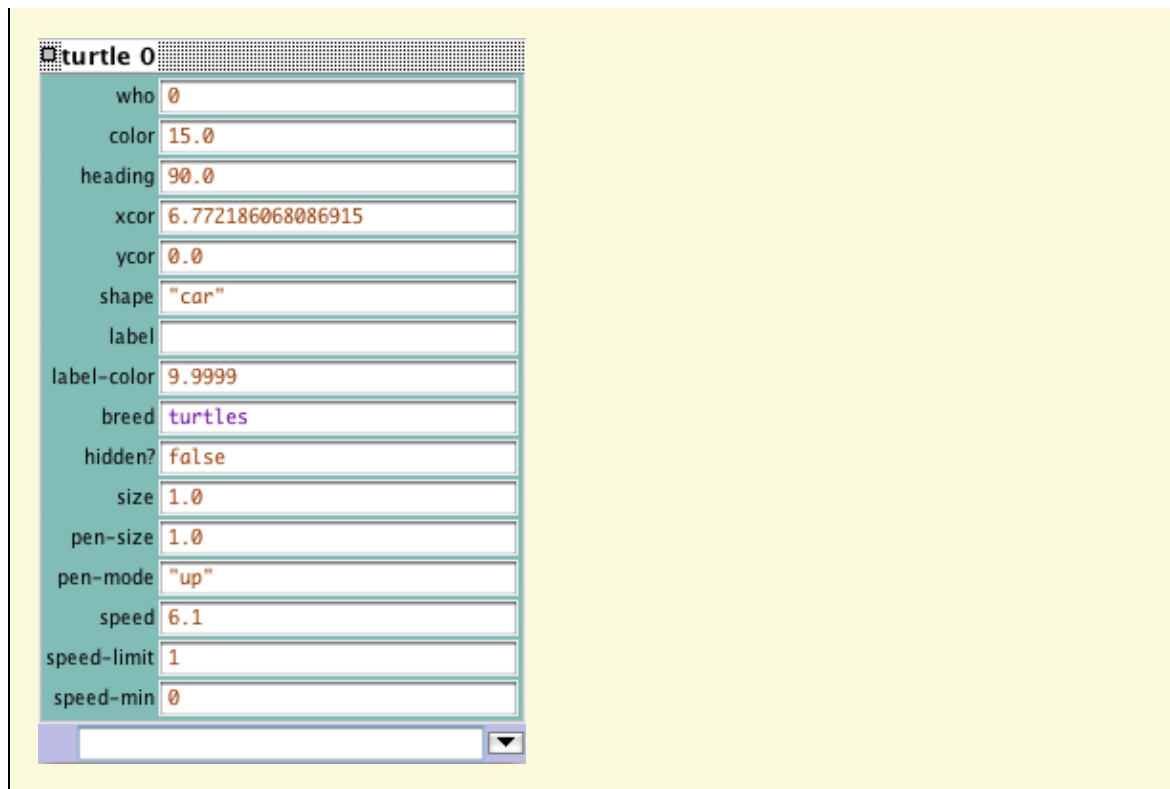 turtle 0
who 0
color 15.0
heading 90.0
xcor 6.772186068086915
ycor 0.0
shape "car"
label
label-color 9.9999
breed turtles
hidden? false
size 1.0
pen-size 1.0
pen-mode "up"
speed 6.1
speed-limit 1
speed-min 0